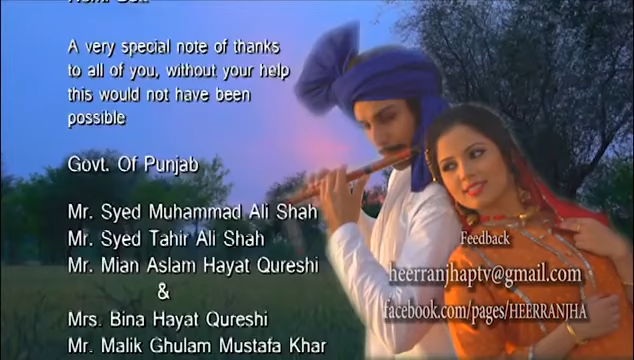 A very special note of thanks
to all of you, without your help
this would not have been
possible
Govt. Of Punjab
Mr. Syed Muhammad Ali Shah
Mr. Syed Tahir Ali Shah
Mr. Mian Aslam Hayat Qureshi
&
Mrs. Bina Hayat Qureshi
Mr. Malik Ghulam Mustafa Khar
Feedback
heerranjhaptv@gmail.com
facebook.com/pages/HEERRANJHA